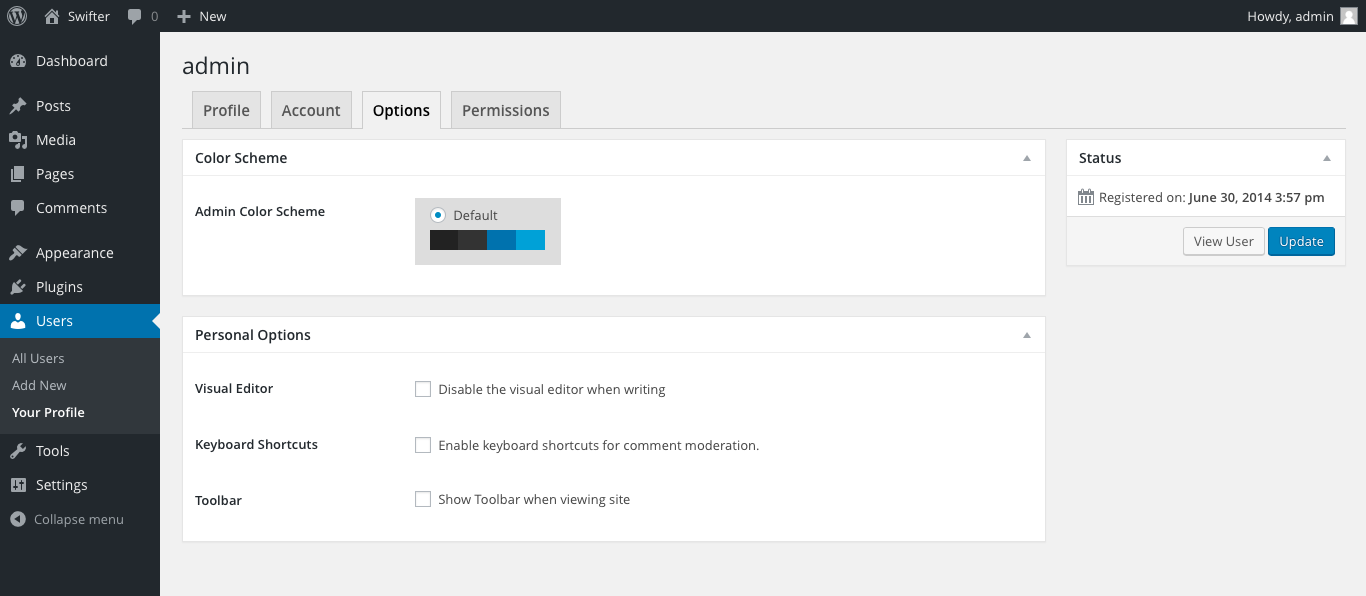 Swifter 0 New Howdy, admin
Dashboard
Posts
Media
Pages
Comments
Appearance
Plugins
Users
All Users
Add New
Your Profile
Tools
Settings
Collapse menu
admin
Profile Account Options Permissions
Color Scheme
Admin Color Scheme Default
Personal Options
Visual Editor Disable the visual editor when writing
Keyboard Shortcuts Enable keyboard shortcuts for comment moderation.
Toolbar Show Toolbar when viewing site
Status
Registered on: June 30, 2014 3:57 pm
View User Update